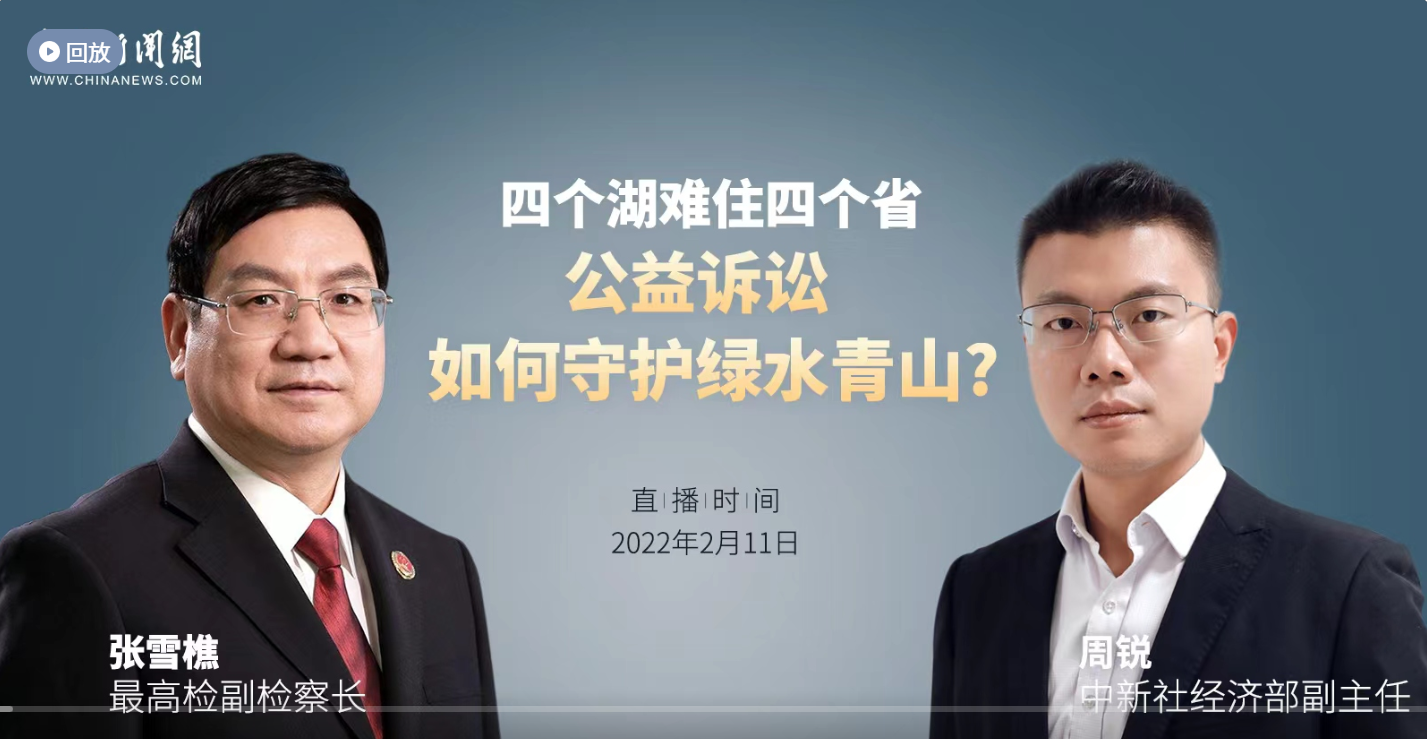 回放
新聞網
WWW.CHINANEWS.COM
四个湖难住四个省
公益诉讼
如何守护绿水青山?
直播时间
2022年2月11日
张雪樵
最高检副检察长
周锐
中新社经济部副主任